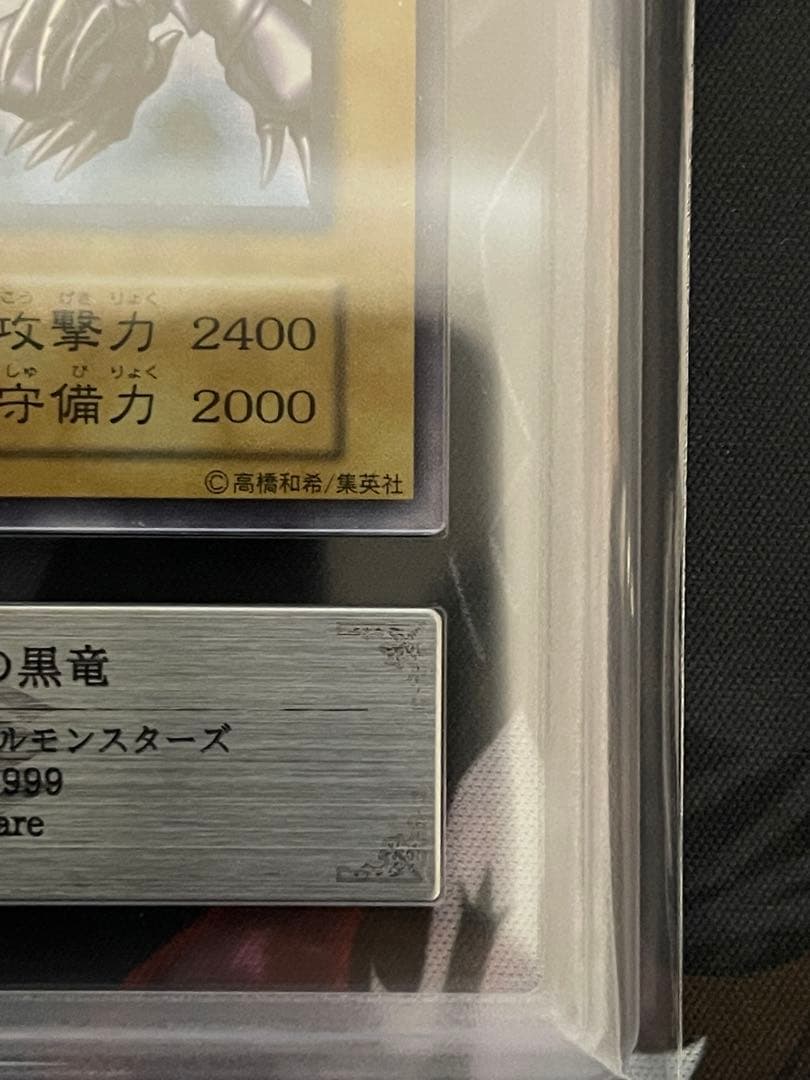 こうげきりょく
攻撃力 2400
しゅびりょく
守備力 2000
©高橋和希/集英社
の黒竜
ルモンスターズ
999
are